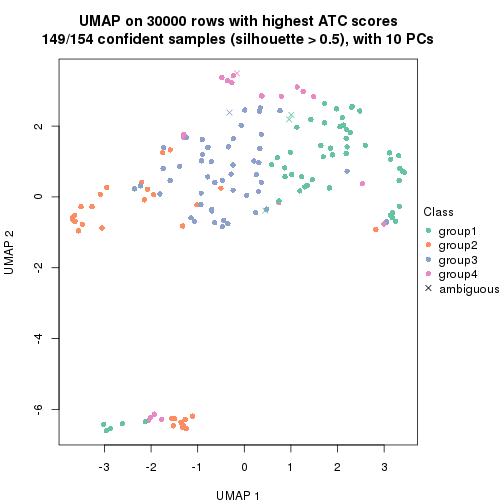 UMAP on 30000 rows with highest ATC scores
149/154 confident samples (silhouette > 0.5), with 10 PCs
2
0
-2
-4
-6
UMAP 2
-3
-2
-1
0
1
2
3
UMAP 1
Class
group1
group2
group3
group4
ambiguous